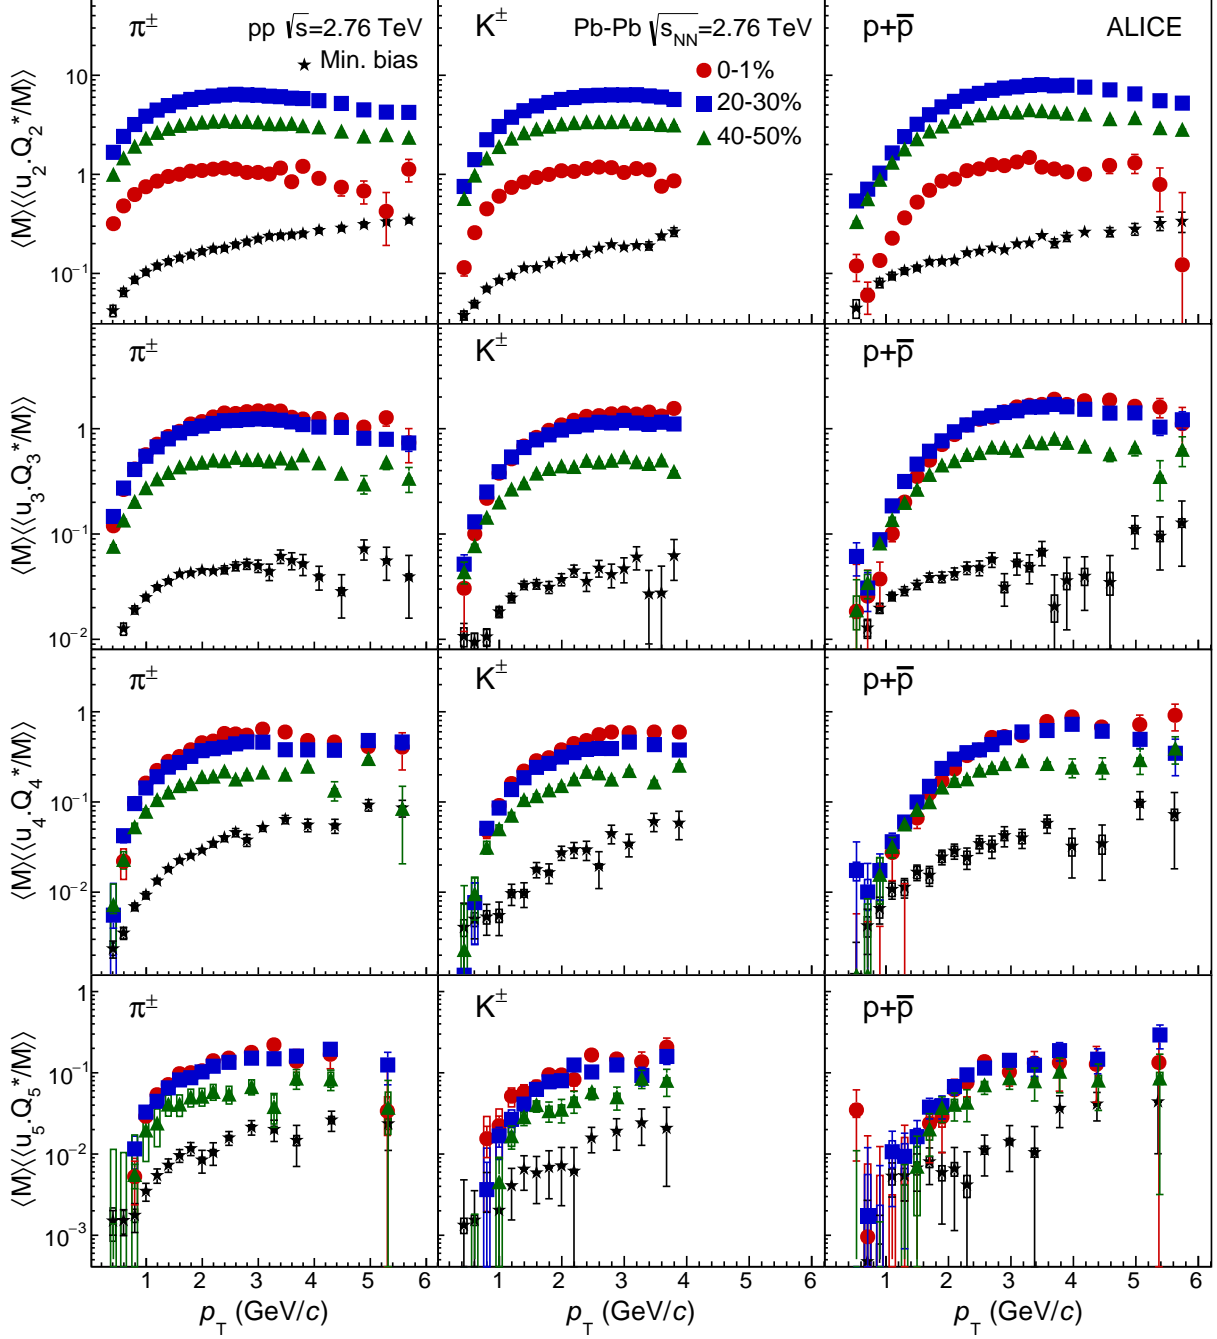 π± pp √s=2.76 TeV K± Pb-Pb √sNN=2.76 TeV p+p̅ ALICE
★ Min. bias
0-1%
20-30%
40-50%
⟨M⟩⟨⟨u₂.Q₂*/M⟩⟩
10
1
10⁻¹
π± K± p+p̅
⟨M⟩⟨⟨u₃.Q₃*/M⟩⟩
1
10⁻¹
10⁻²
π± K± p+p̅
⟨M⟩⟨⟨u₄.Q₄*/M⟩⟩
1
10⁻¹
10⁻²
π± K± p+p̅
⟨M⟩⟨⟨u₅.Q₅*/M⟩⟩
1
10⁻¹
10⁻²
10⁻³
1 2 3 4 5 6 1 2 3 4 5 6 1 2 3 4 5 6
pT (GeV/c) pT (GeV/c) pT (GeV/c)